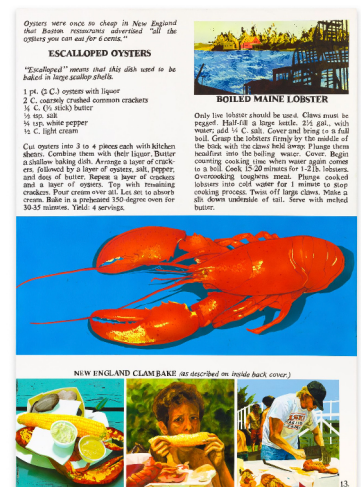 Oysters were once so cheap in New England
that Boston restaurants advertised "all the
oysters you can eat for 6 cents."
ESCALLOPED OYSTERS
"Escalloped" means that this dish used to be
baked in large scallop shells.
1 pt. (3 C.) oysters with liquor
2 C. coarsely crushed common crackers
½ C. (½ stick) butter
½ tsp. salt
¼ tsp. white pepper
½ C. light cream
Cut oysters into 3 to 4 pieces each with kitchen
shears. Combine them with their liquor. Butter
a shallow baking dish. Arrange a layer of crack-
ers, followed by a layer of oysters, salt, pepper,
and dots of butter. Repeat a layer of crackers
and a layer of oysters. Top with remaining
crackers. Pour cream over all. Let set to absorb
cream. Bake in a preheated 350-degree oven for
30-35 minutes. Yield: 4 servings.
BOILED MAINE LOBSTER
Only live lobster should be used. Claws must be
pegged. Half-fill a large kettle, 2½ gal., with
water; add ¼ C. salt. Cover and bring to a full
boil. Grasp the lobsters firmly by the middle of
the back with the claws held away. Plunge them
headfirst into the boiling water. Cover. Begin
counting cooking time when water again comes
to a boil. Cook 15-20 minutes for 1-2 lb. lobsters.
Overcooking toughens meat. Plunge cooked
lobsters into cold water for 1 minute to stop
cooking process. Twist off large claws. Make a
slit down underside of tail. Serve with melted
butter.
NEW ENGLAND CLAMBAKE (as described on inside back cover.)
13